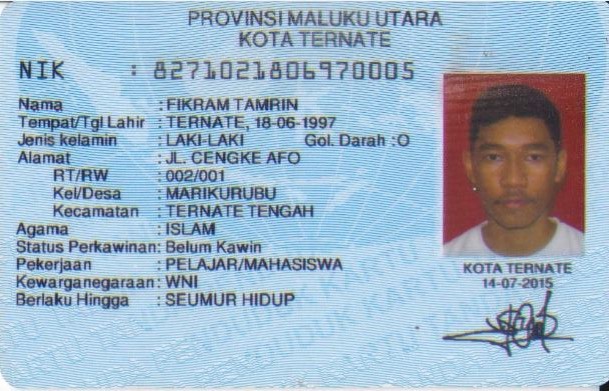 PROVINSI MALUKU UTARA
KOTA TERNATE
NIK : 8271021806970005
Nama : FIKRAM TAMRIN
Tempat/Tgl Lahir : TERNATE, 18-06-1997
Jenis kelamin : LAKI-LAKI Gol. Darah :O
Alamat : JL. CENGKE AFO
RT/RW : 002/001
Kel/Desa : MARIKURUBU
Kecamatan : TERNATE TENGAH
Agama : ISLAM
Status Perkawinan: Belum Kawin
Pekerjaan : PELAJAR/MAHASISWA
Kewarganegaraan: WNI
Berlaku Hingga : SEUMUR HIDUP
KOTA TERNATE
14-07-2015